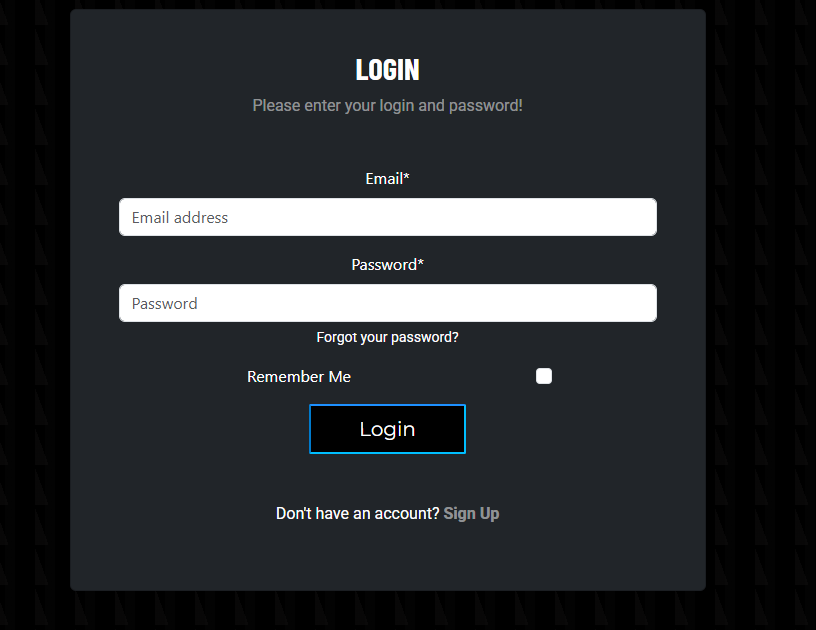 LOGIN
Please enter your login and password!
Email*
Email address
Password*
Password
Forgot your password?
Remember Me
Login
Don't have an account? Sign Up